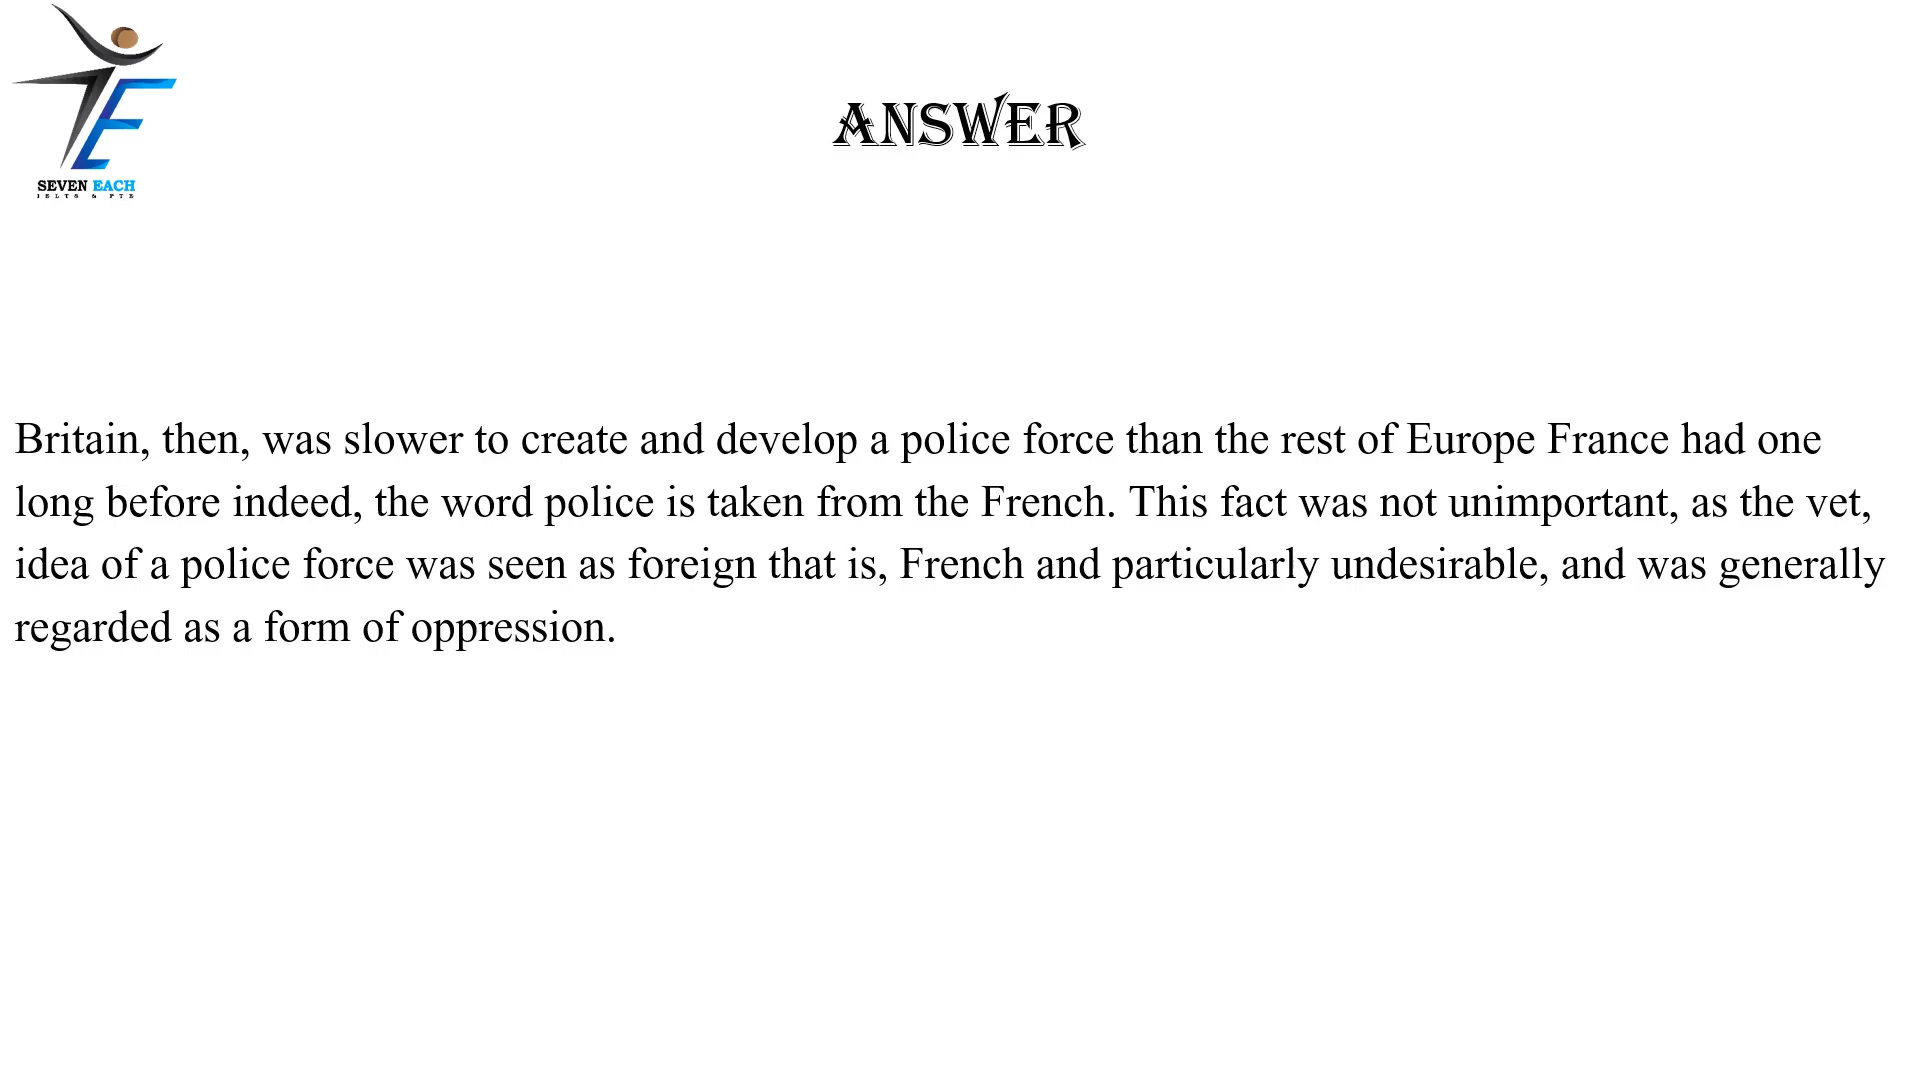 SEVEN EACH
IELTS & PTE
ANSWER
Britain, then, was slower to create and develop a police force than the rest of Europe France had one
long before indeed, the word police is taken from the French. This fact was not unimportant, as the vet,
idea of a police force was seen as foreign that is, French and particularly undesirable, and was generally
regarded as a form of oppression.